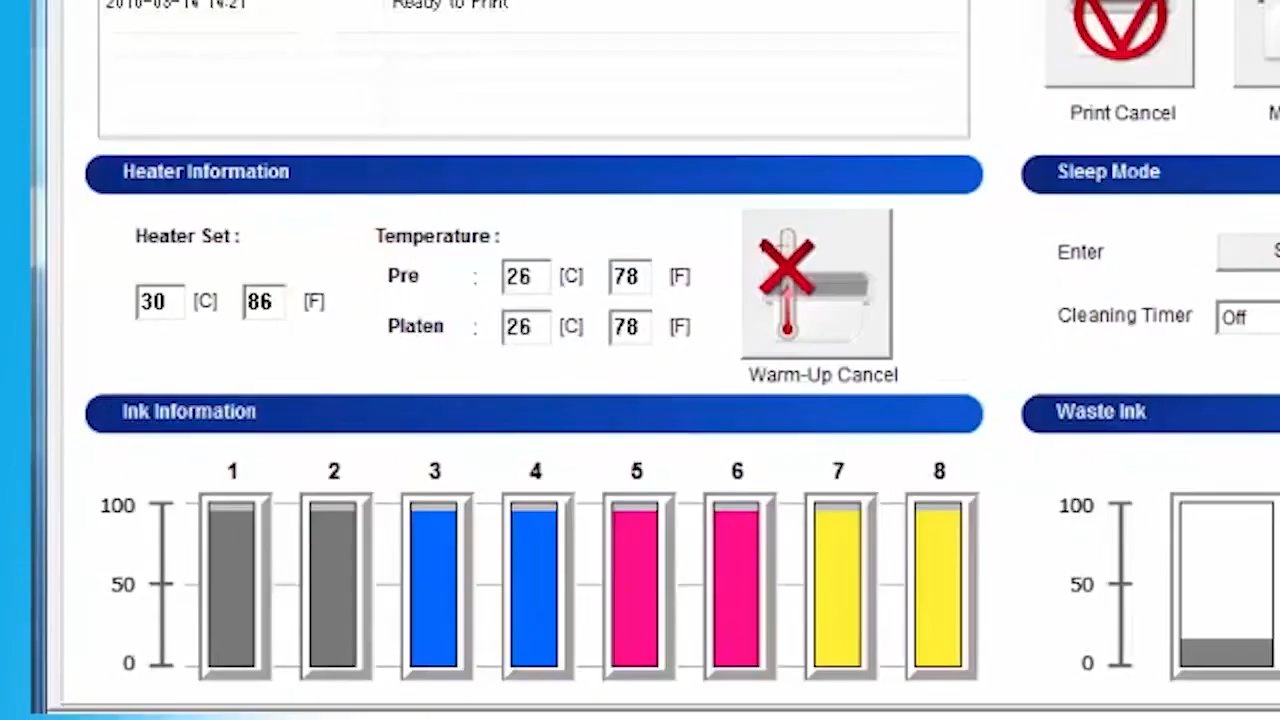 Ready to Print
Print Cancel
Heater Information
Sleep Mode
Heater Set :
Temperature :
Pre : 26 [C] 78 [F]
30 [C] 86 [F]
Platen : 26 [C] 78 [F]
Warm-Up Cancel
Enter
Cleaning Timer Off
Ink Information
Waste Ink
1 2 3 4 5 6 7 8
100
50
0
100
50
0